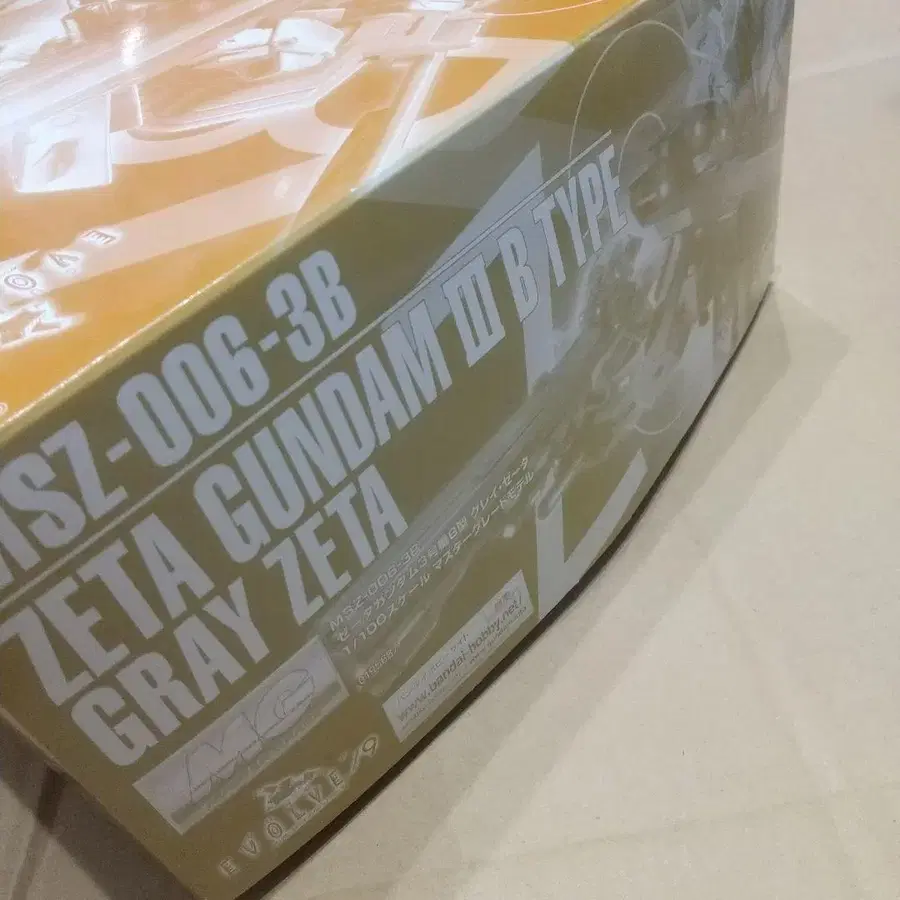 MSZ-006-3B
ZETA GUNDAM III B TYPE
GRAY ZETA
MSZ-006-3B
ゼータガンダム3号機B型 グレイ・ゼータ
1/100スケール マスターグレードモデル
MG
www.bandai-hobby.net/
EVOLVE/9